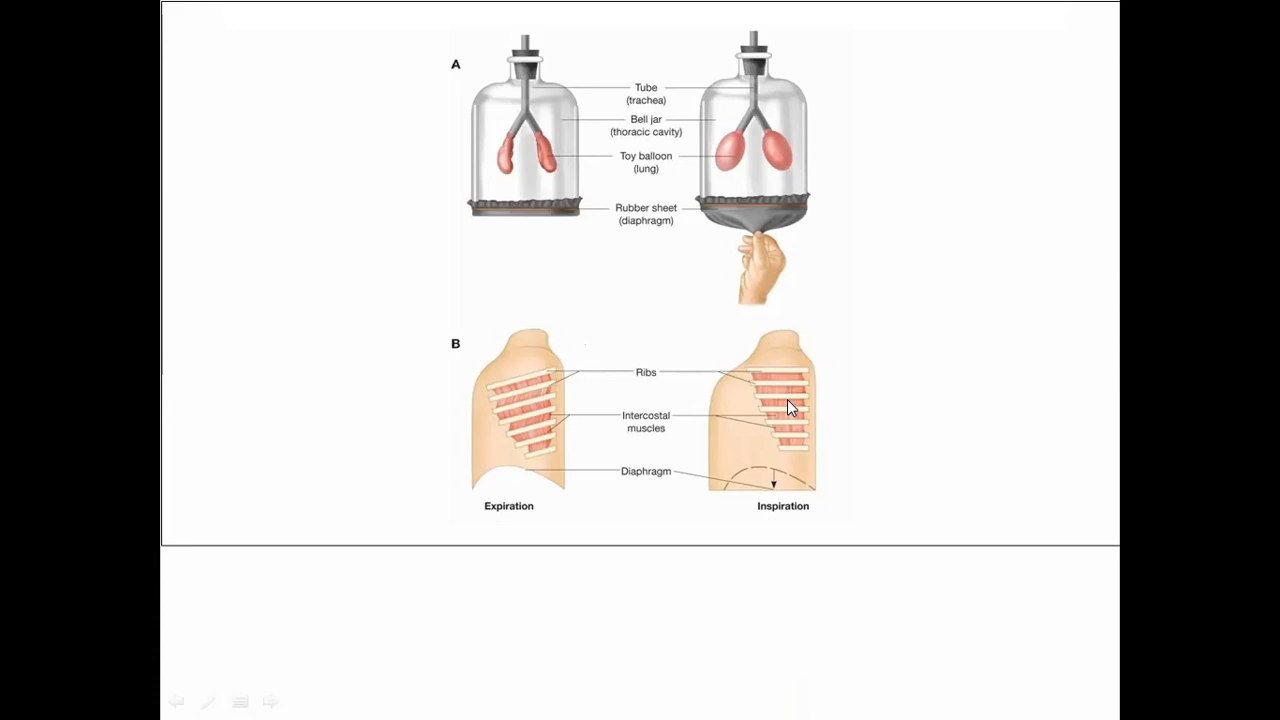 A
Tube
(trachea)
Bell jar
(thoracic cavity)
Toy balloon
(lung)
Rubber sheet
(diaphragm)
B
Ribs
Intercostal
muscles
Diaphragm
Expiration
Inspiration